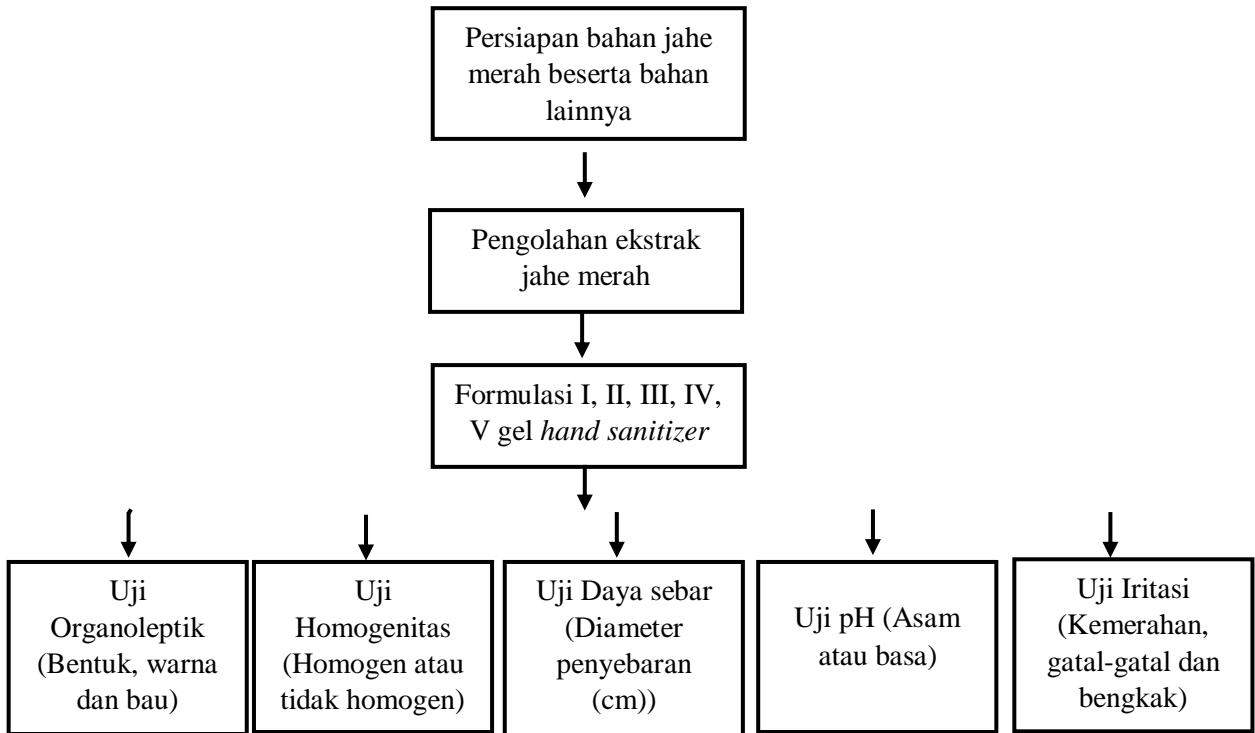 Persiapan bahan jahe
merah beserta bahan
lainnya
Pengolahan ekstrak
jahe merah
Formulasi I, II, III, IV,
V gel hand sanitizer
Uji
Organoleptik
(Bentuk, warna
dan bau)
Uji
Homogenitas
(Homogen atau
tidak homogen)
Uji Daya sebar
(Diameter
penyebaran
(cm))
Uji pH (Asam
atau basa)
Uji Iritasi
(Kemerahan,
gatal-gatal dan
bengkak)